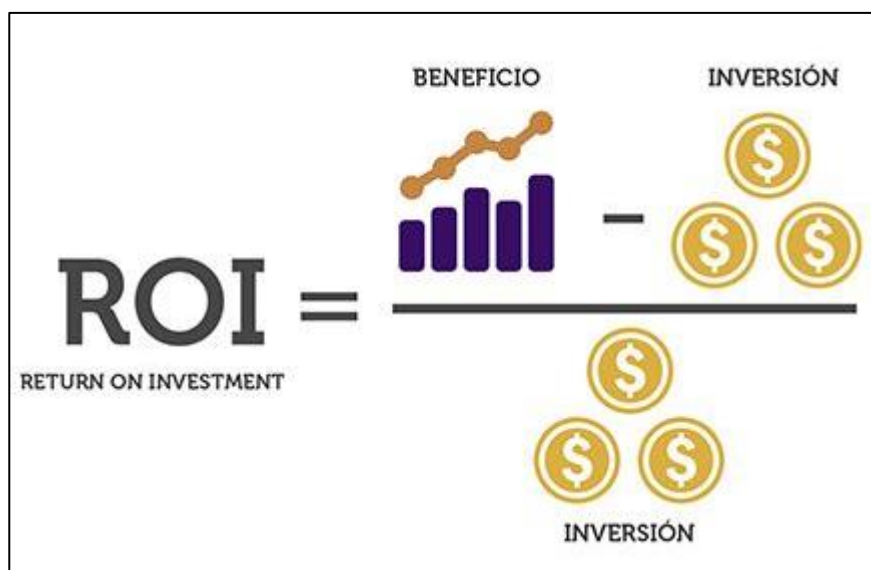 BENEFICIO
INVERSIÓN
$
-
$ $
ROI =
RETURN ON INVESTMENT
$
$ $
INVERSIÓN